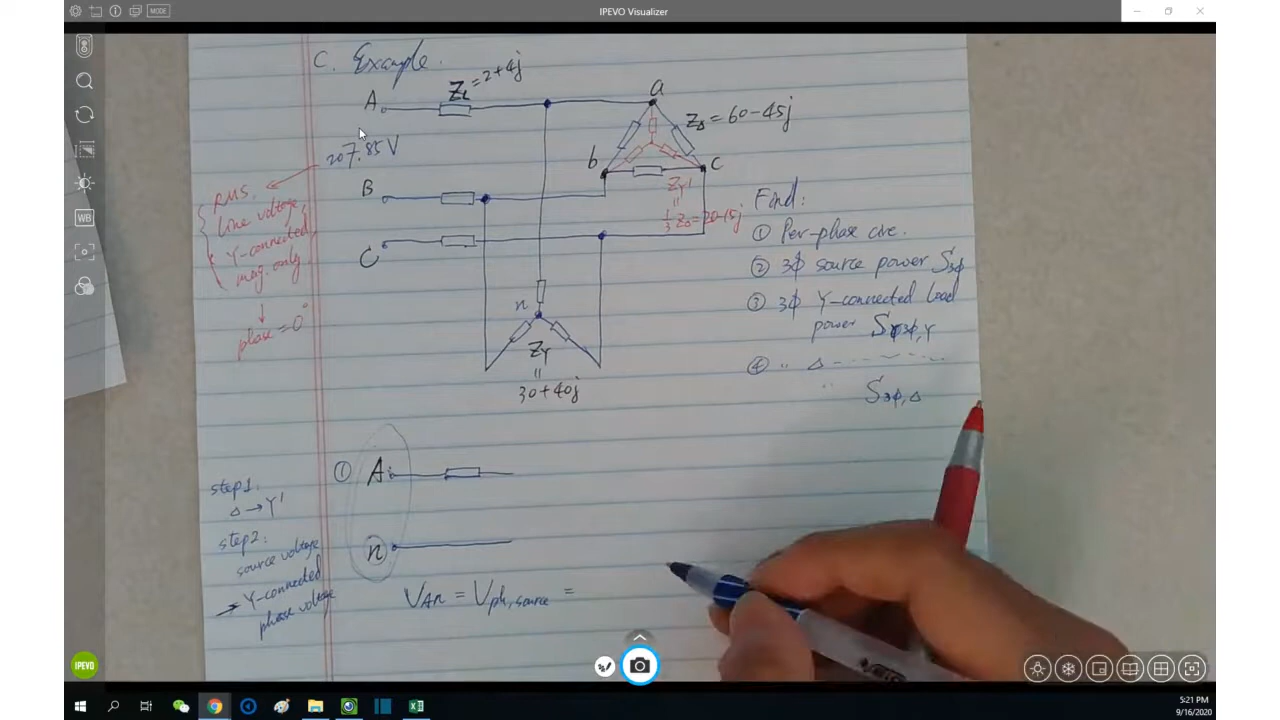 IPEVO Visualizer
MODE
WB
C. Example.
A
ZL = 2+4j
207.85 V
B
C
RMS.
line voltage,
Y-connected
mag. only
↓
phase = 0°
a
b
c
ZΔ = 60-45j
ZY'
=
1/3 ZΔ = 20-15j
n
ZY
=
30+40j
Find:
① Per-phase circ.
② 3ϕ source power S3ϕ
③ 3ϕ Y-connected load
power S3ϕ,Y
④ " Δ - - - - -
S3ϕ,Δ
step1.
Δ → Y'
step2:
source voltage
→ Y-connected
phase voltage
① A
n
VAn = Vph,source =
IPEVO
5:21 PM
9/16/2020